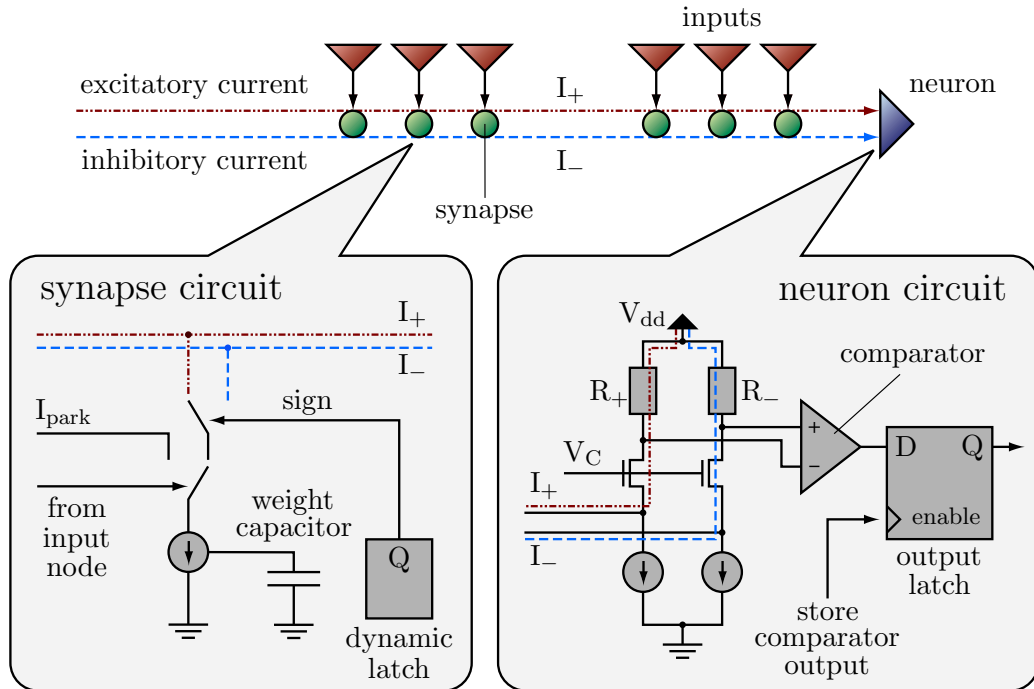 inputs
excitatory current
I+
neuron
inhibitory current
I−
synapse
synapse circuit
I+
I−
Ipark
sign
from
input
node
weight
capacitor
Q
dynamic
latch
neuron circuit
Vdd
comparator
R+
R−
+
−
VC
D
Q
I+
enable
I−
output
latch
store
comparator
output